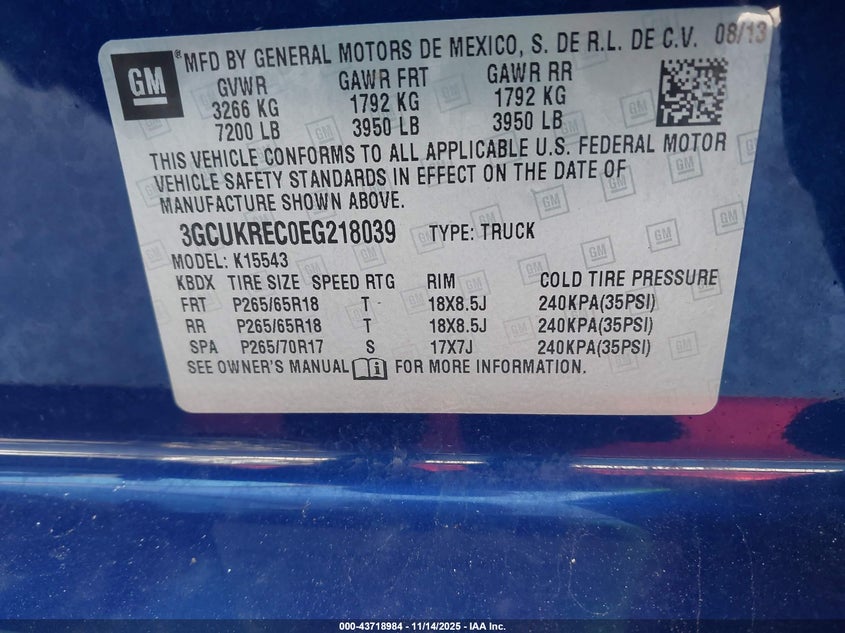 GM ® MFD BY GENERAL MOTORS DE MEXICO, S. DE R.L. DE C.V. 08/13
GVWR GAWR FRT GAWR RR
3266 KG 1792 KG 1792 KG
7200 LB 3950 LB 3950 LB
THIS VEHICLE CONFORMS TO ALL APPLICABLE U.S. FEDERAL MOTOR
VEHICLE SAFETY STANDARDS IN EFFECT ON THE DATE OF
MANUFACTURE SHOWN ABOVE.
3GCUKREC0EG218039 TYPE: TRUCK
MODEL: K15543
KBDX TIRE SIZE SPEED RTG RIM COLD TIRE PRESSURE
FRT P265/65R18 T 18X8.5J 240KPA(35PSI)
RR P265/65R18 T 18X8.5J 240KPA(35PSI)
SPA P265/70R17 S 17X7J 240KPA(35PSI)
SEE OWNER'S MANUAL FOR MORE INFORMATION.
000-43718984 | 11/14/2025 - IAA Inc.